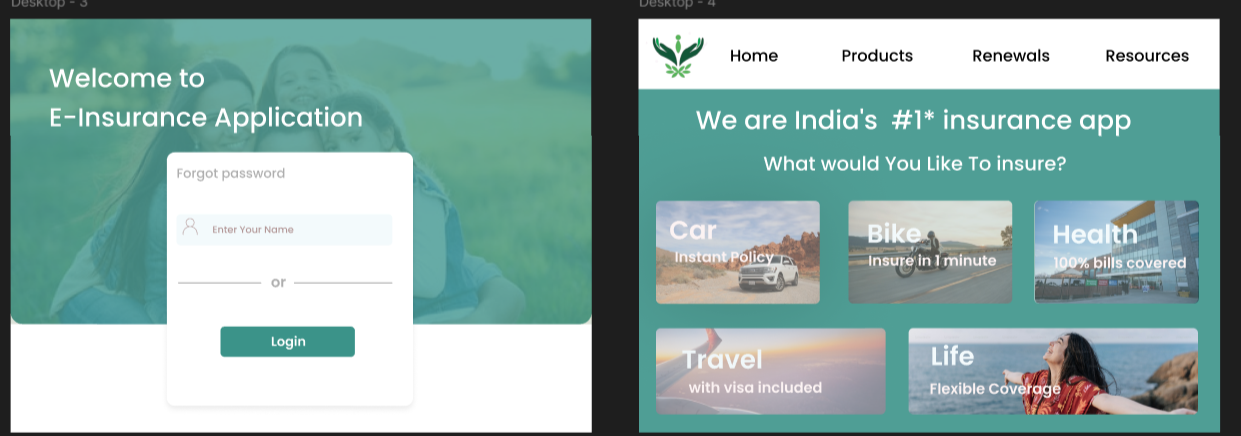 Desktop - 3
Welcome to
E-Insurance Application
Forgot password
Enter Your Name
or
Login
Desktop - 4
Home
Products
Renewals
Resources
We are India's #1* insurance app
What would You Like To insure?
Car
Instant Policy
Bike
Insure in 1 minute
Health
100% bills covered
Travel
with visa included
Life
Flexible Coverage